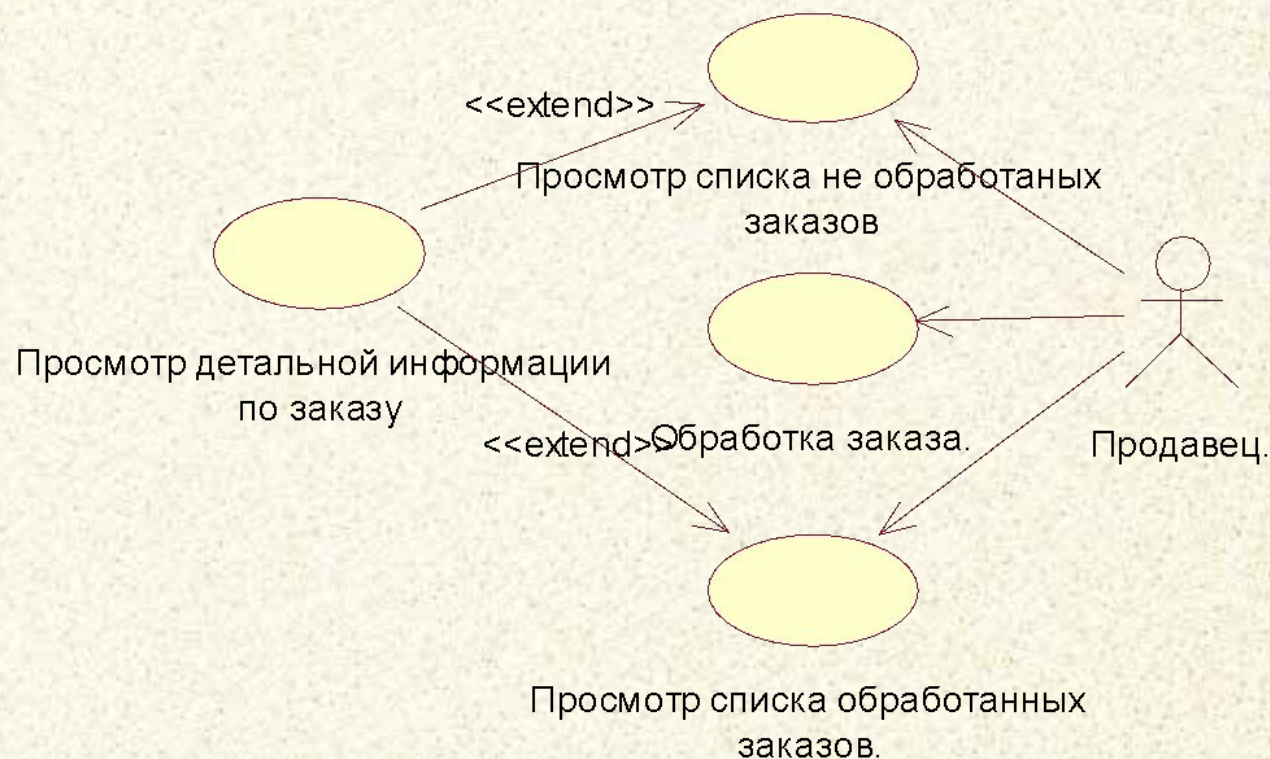 <<extend>>
Просмотр списка не обработаных
заказов
Просмотр детальной информации
по заказу
<<extend>>
Обработка заказа.
Продавец.
Просмотр списка обработанных
заказов.